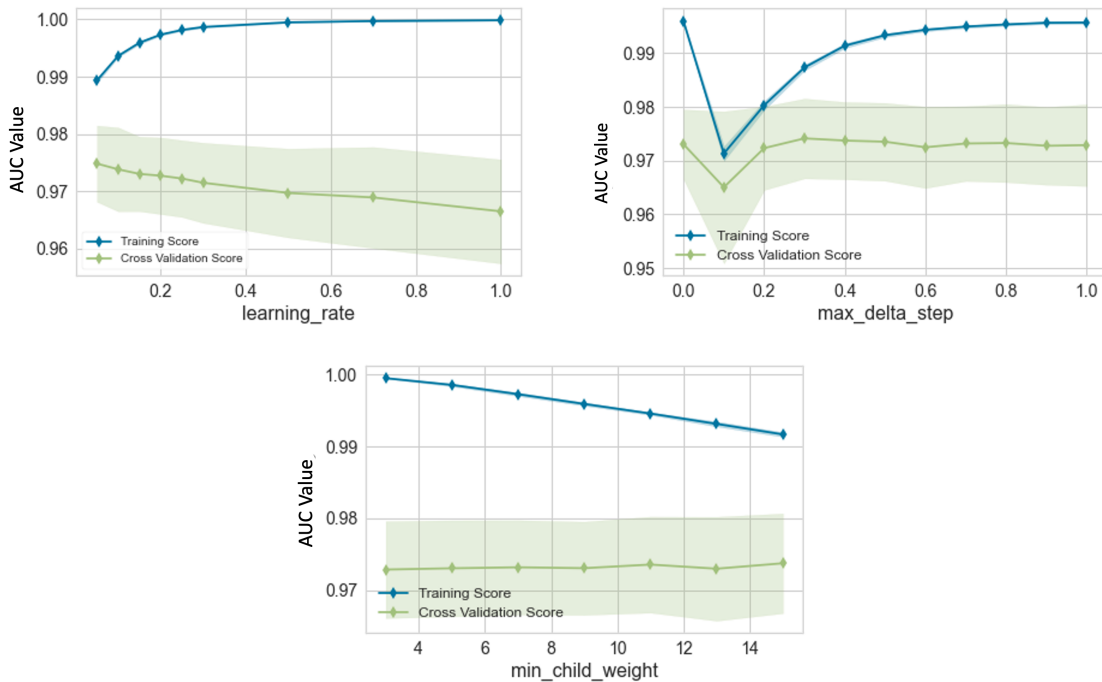 1.00
0.99
0.98
0.97
0.96
AUC Value
Training Score
Cross Validation Score
0.2 0.4 0.6 0.8 1.0
learning_rate
0.99
0.98
0.97
0.96
0.95
AUC Value
Training Score
Cross Validation Score
0.0 0.2 0.4 0.6 0.8 1.0
max_delta_step
1.00
0.99
0.98
0.97
AUC Value
Training Score
Cross Validation Score
4 6 8 10 12 14
min_child_weight